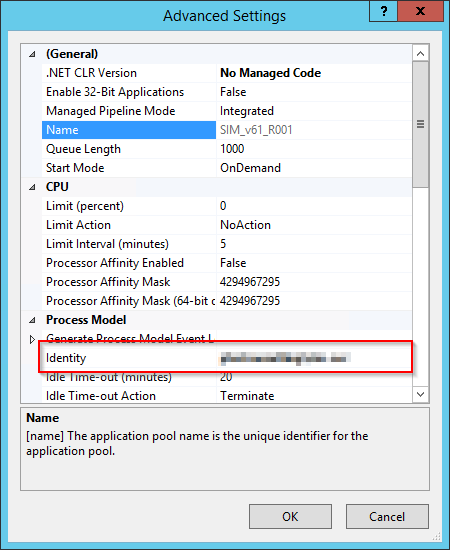 Advanced Settings
?
x
(General)
.NET CLR Version No Managed Code
Enable 32-Bit Applications False
Managed Pipeline Mode Integrated
Name SIM_v61_R001
Queue Length 1000
Start Mode OnDemand
CPU
Limit (percent) 0
Limit Action NoAction
Limit Interval (minutes) 5
Processor Affinity Enabled False
Processor Affinity Mask 4294967295
Processor Affinity Mask (64-bit o 4294967295
Process Model
Generate Process Model Event L
Identity
Idle Time-out (minutes) 20
Idle Time-out Action Terminate
Name
[name] The application pool name is the unique identifier for the
application pool.
OK Cancel